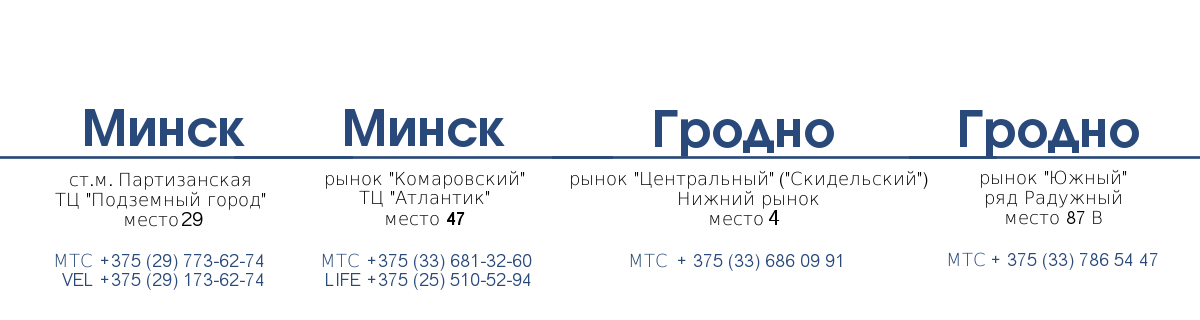 Минск
ст.м. Партизанская
ТЦ "Подземный город"
место 29
МТС +375 (29) 773-62-74
VEL +375 (29) 173-62-74
Минск
рынок "Комаровский"
ТЦ "Атлантик"
место 47
МТС +375 (33) 681-32-60
LIFE +375 (25) 510-52-94
Гродно
рынок "Центральный" ("Скидельский")
Нижний рынок
место 4
МТС + 375 (33) 686 09 91
Гродно
рынок "Южный"
ряд Радужный
место 87 В
МТС + 375 (33) 786 54 47